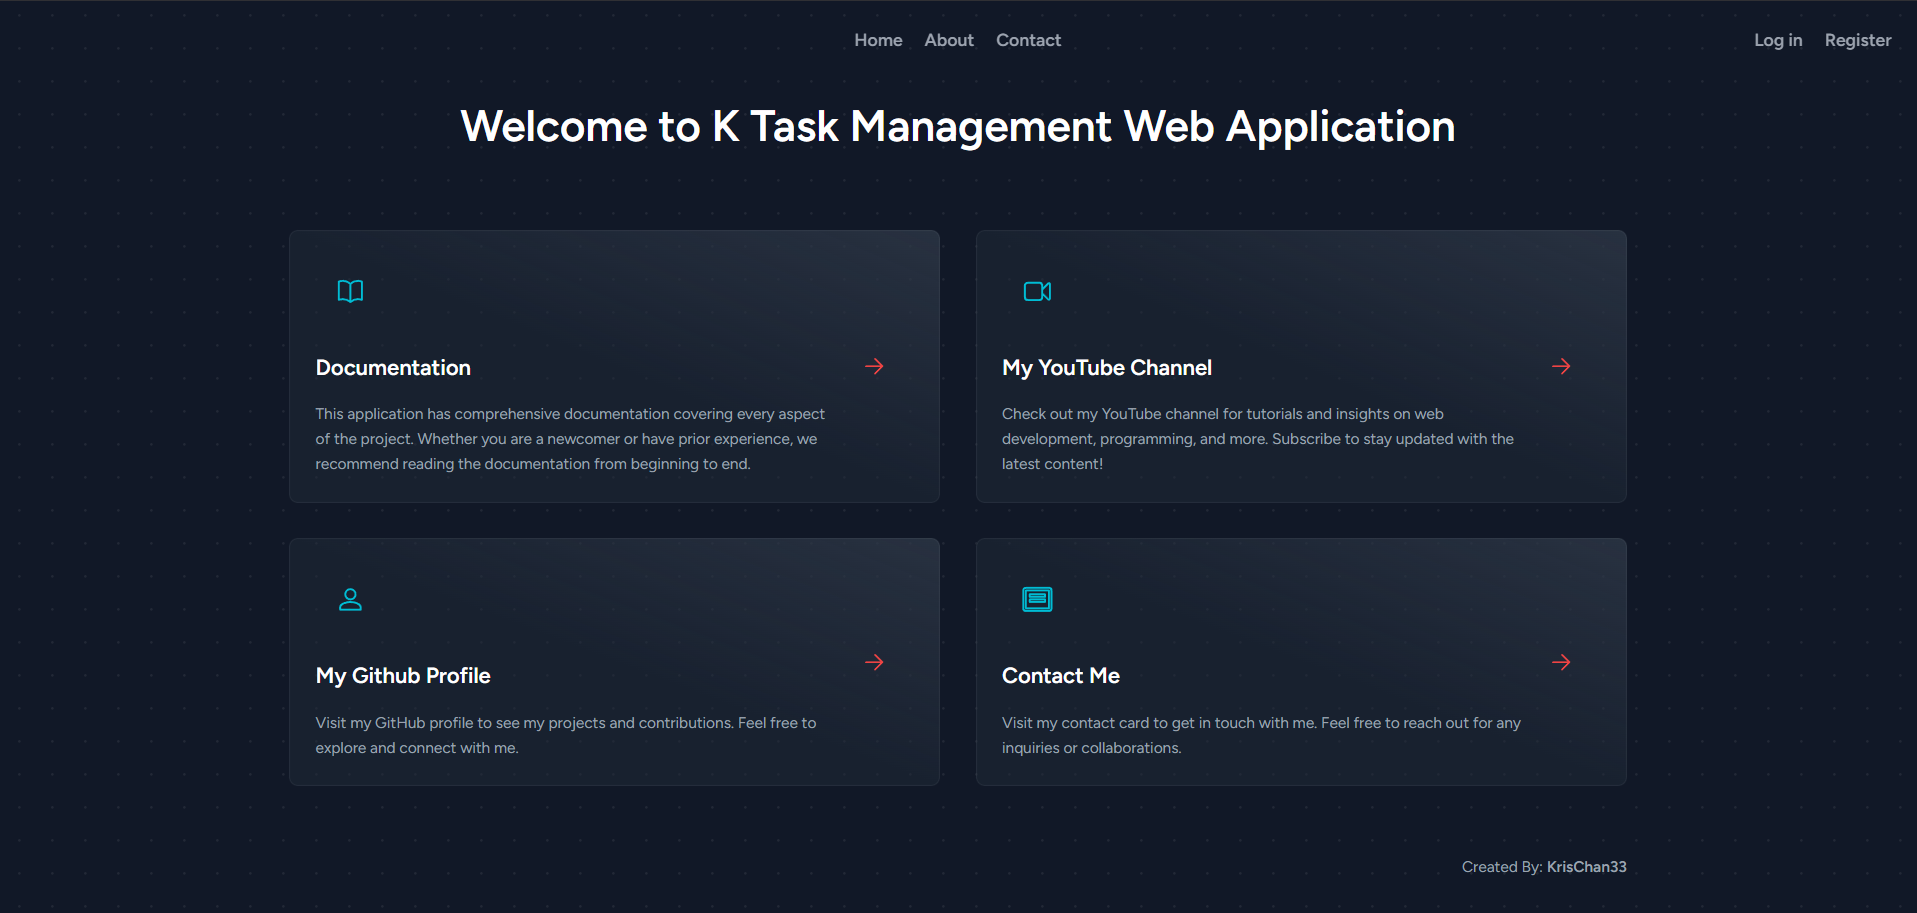 Home About Contact
Log in Register
Welcome to K Task Management Web Application
Documentation
This application has comprehensive documentation covering every aspect
of the project. Whether you are a newcomer or have prior experience, we
recommend reading the documentation from beginning to end.
My YouTube Channel
Check out my YouTube channel for tutorials and insights on web
development, programming, and more. Subscribe to stay updated with the
latest content!
My Github Profile
Visit my GitHub profile to see my projects and contributions. Feel free to
explore and connect with me.
Contact Me
Visit my contact card to get in touch with me. Feel free to reach out for any
inquiries or collaborations.
Created By: KrisChan33